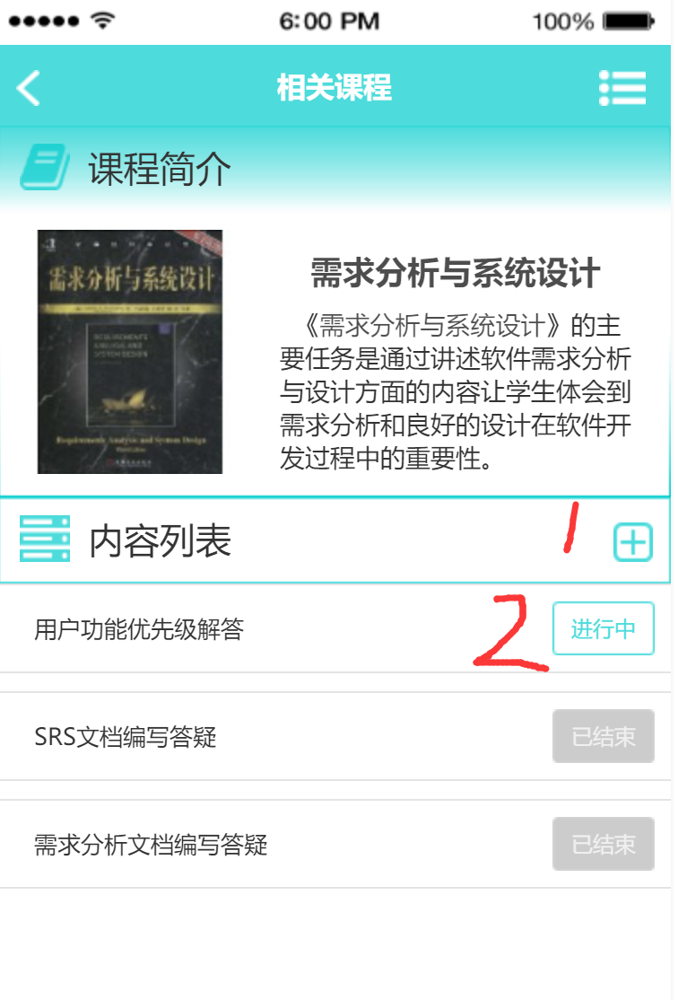 6:00 PM 100%
相关课程
课程简介
需求分析与系统设计
需求分析与系统设计
《需求分析与系统设计》的主
要任务是通过讲述软件需求分析
与设计方面的内容让学生体会到
需求分析和良好的设计在软件开
发过程中的重要性。
REQUIREMENTS
ANALYSIS AND
SYSTEM DESIGN
Requirements Analysis and System Design
内容列表 1
用户功能优先级解答 2 进行中
SRS文档编写答疑 已结束
需求分析文档编写答疑 已结束